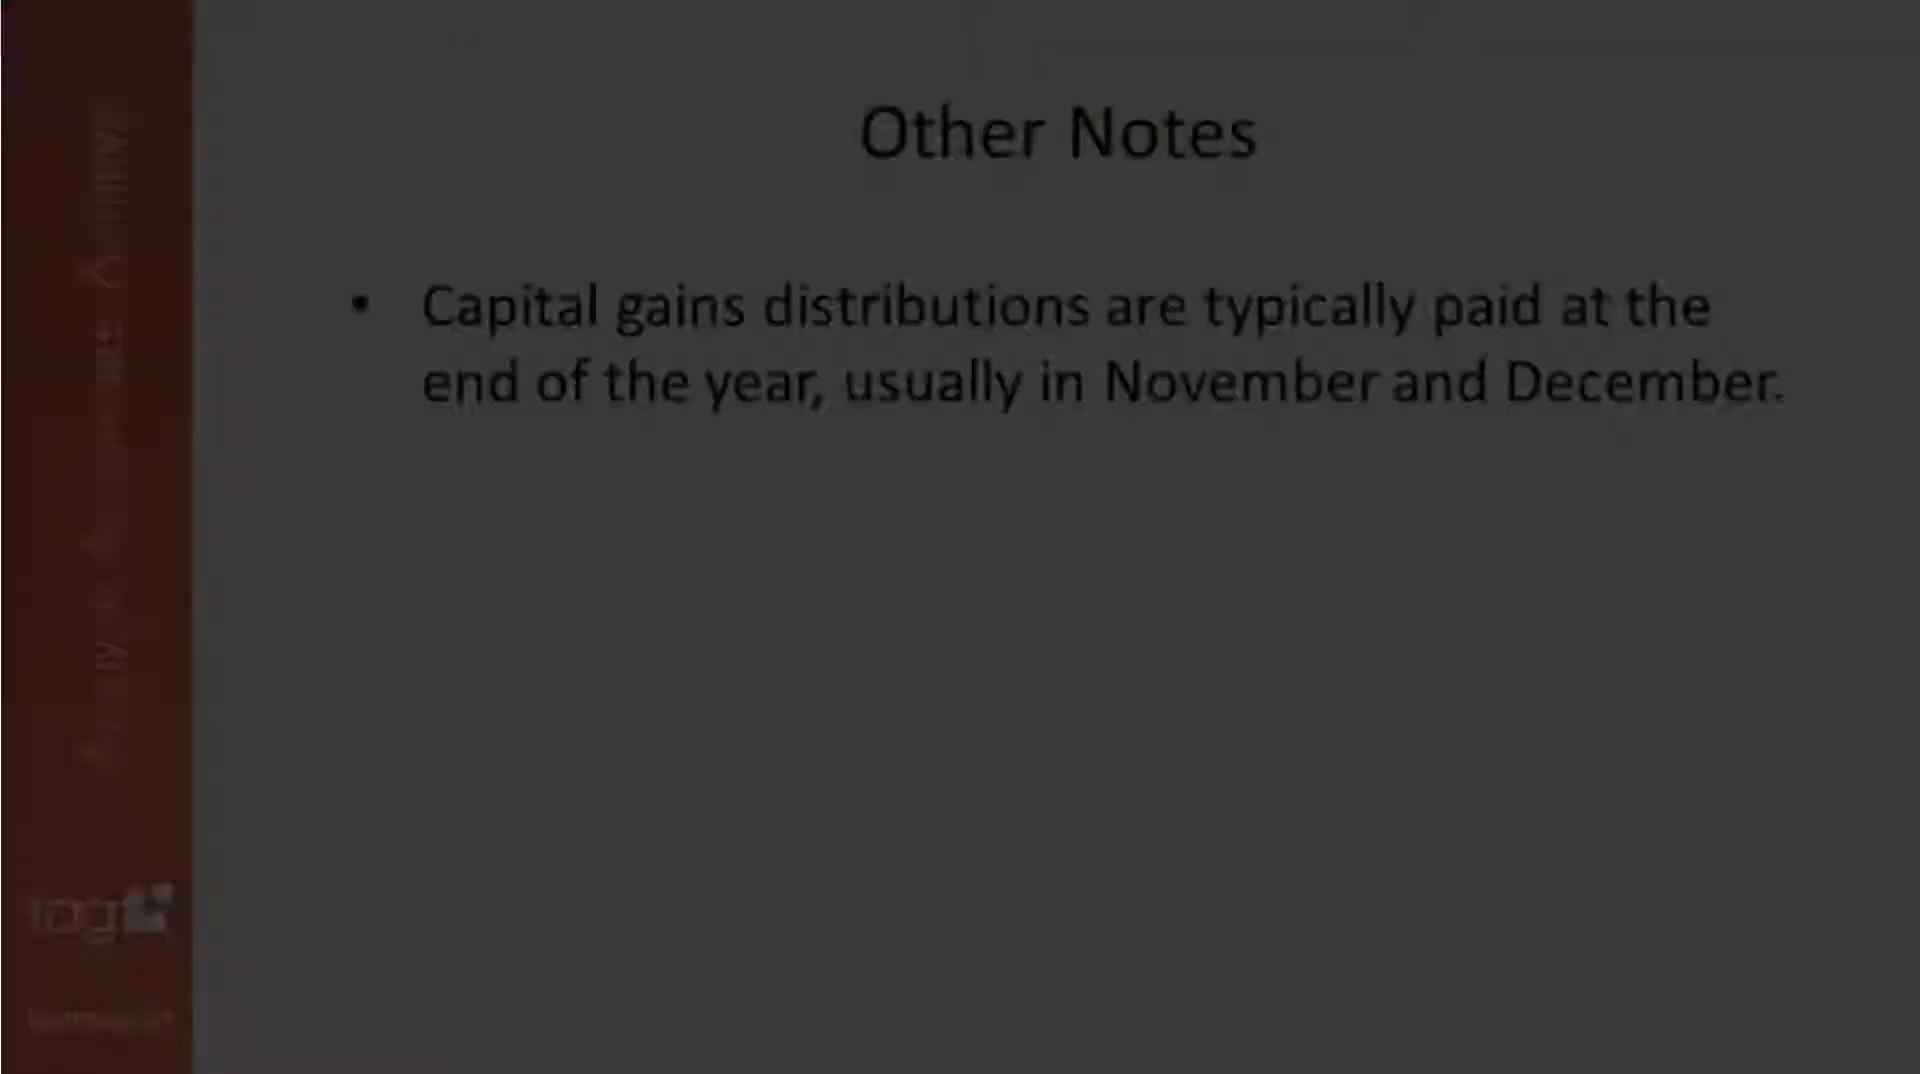 Other Notes
• Capital gains distributions are typically paid at the
end of the year, usually in November and December.